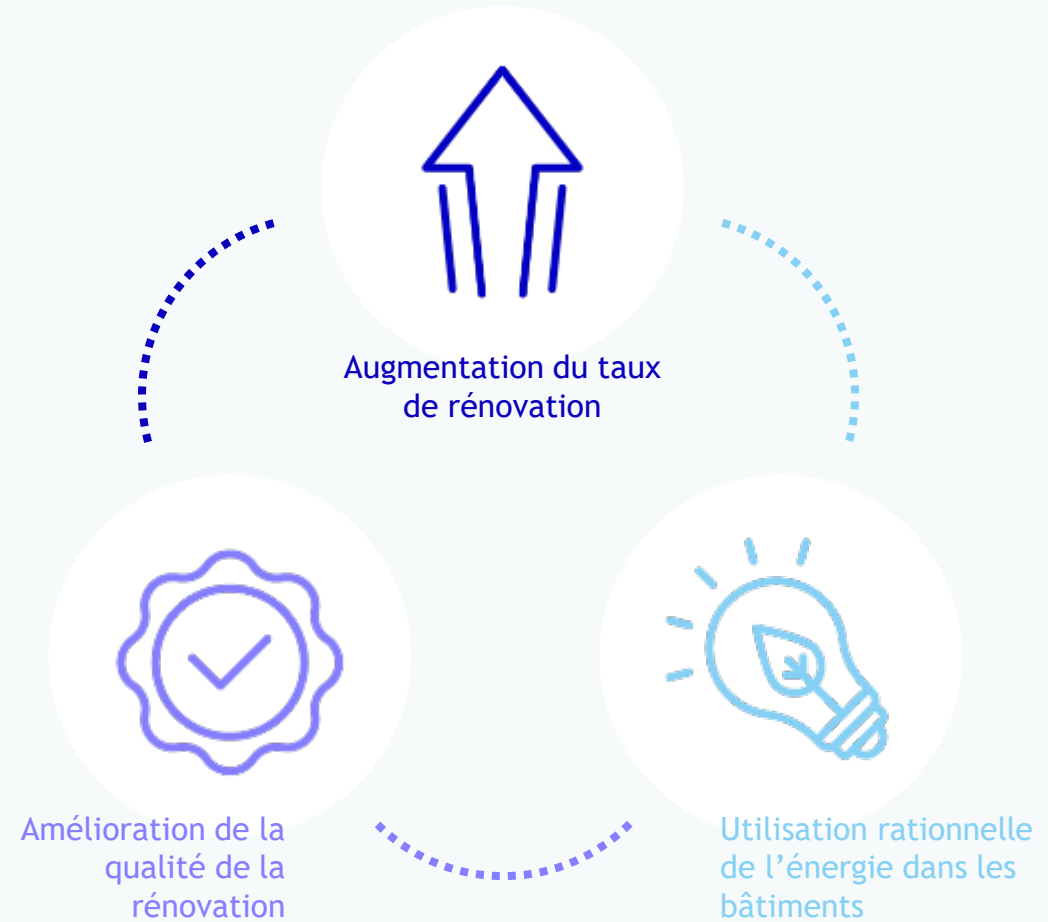 Augmentation du taux
de rénovation
Amélioration de la
qualité de la
rénovation
Utilisation rationnelle
de l’énergie dans les
bâtiments